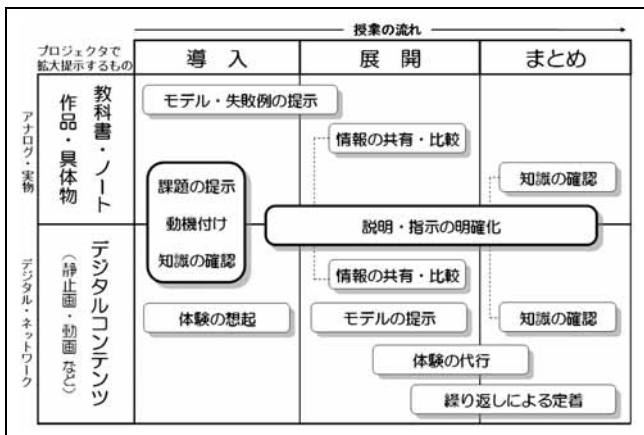 授業の流れ
プロジェクタで
拡大提示するもの
導 入
展 開
まとめ
アナログ・実物
教科書・ノート
作品・具体物
モデル・失敗例の提示
情報の共有・比較
課題の提示
動機付け
知識の確認
知識の確認
説明・指示の明確化
デジタル・ネットワーク
デジタルコンテンツ
(静止画・動画 など)
情報の共有・比較
体験の想起
モデルの提示
知識の確認
体験の代行
繰り返しによる定着